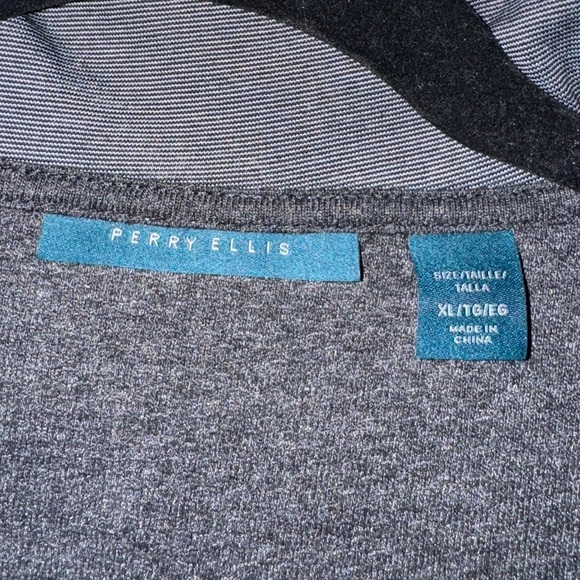 PERRY ELLIS
SIZE/TAILLE/
TALLA
XL/TG/EG
MADE IN
CHINA